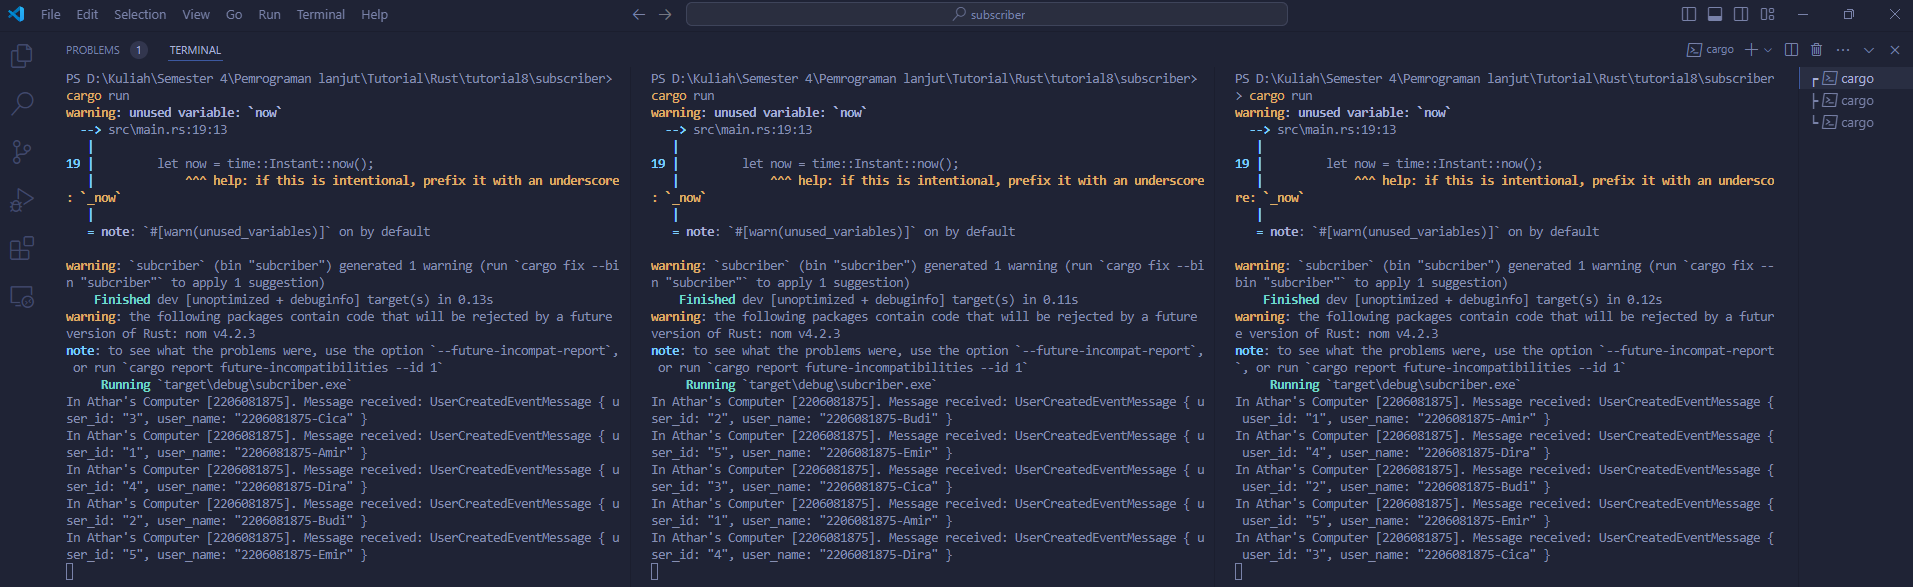 File Edit Selection View Go Run Terminal Help
subscriber
PROBLEMS 1 TERMINAL
cargo
PS D:\Kuliah\Semester 4\Pemrograman lanjut\Tutorial\Rust\tutorial8\subscriber>
cargo run
warning: unused variable: `now`
--> src\main.rs:19:13
|
19 | let now = time::Instant::now();
| ^^^ help: if this is intentional, prefix it with an underscore
: `_now`
|
= note: `#[warn(unused_variables)]` on by default
warning: `subcriber` (bin "subcriber") generated 1 warning (run `cargo fix --bi
n "subcriber"` to apply 1 suggestion)
Finished dev [unoptimized + debuginfo] target(s) in 0.13s
warning: the following packages contain code that will be rejected by a future
version of Rust: nom v4.2.3
note: to see what the problems were, use the option `--future-incompat-report`,
or run `cargo report future-incompatibilities --id 1`
Running `target\debug\subcriber.exe`
In Athar's Computer [2206081875]. Message received: UserCreatedEventMessage { u
ser_id: "3", user_name: "2206081875-Cica" }
In Athar's Computer [2206081875]. Message received: UserCreatedEventMessage { u
ser_id: "1", user_name: "2206081875-Amir" }
In Athar's Computer [2206081875]. Message received: UserCreatedEventMessage { u
ser_id: "4", user_name: "2206081875-Dira" }
In Athar's Computer [2206081875]. Message received: UserCreatedEventMessage { u
ser_id: "2", user_name: "2206081875-Budi" }
In Athar's Computer [2206081875]. Message received: UserCreatedEventMessage { u
ser_id: "5", user_name: "2206081875-Emir" }
PS D:\Kuliah\Semester 4\Pemrograman lanjut\Tutorial\Rust\tutorial8\subscriber>
cargo run
warning: unused variable: `now`
--> src\main.rs:19:13
|
19 | let now = time::Instant::now();
| ^^^ help: if this is intentional, prefix it with an underscore
: `_now`
|
= note: `#[warn(unused_variables)]` on by default
warning: `subcriber` (bin "subcriber") generated 1 warning (run `cargo fix --bi
n "subcriber"` to apply 1 suggestion)
Finished dev [unoptimized + debuginfo] target(s) in 0.11s
warning: the following packages contain code that will be rejected by a future
version of Rust: nom v4.2.3
note: to see what the problems were, use the option `--future-incompat-report`,
or run `cargo report future-incompatibilities --id 1`
Running `target\debug\subcriber.exe`
In Athar's Computer [2206081875]. Message received: UserCreatedEventMessage { u
ser_id: "2", user_name: "2206081875-Budi" }
In Athar's Computer [2206081875]. Message received: UserCreatedEventMessage { u
ser_id: "5", user_name: "2206081875-Emir" }
In Athar's Computer [2206081875]. Message received: UserCreatedEventMessage { u
ser_id: "3", user_name: "2206081875-Cica" }
In Athar's Computer [2206081875]. Message received: UserCreatedEventMessage { u
ser_id: "1", user_name: "2206081875-Amir" }
In Athar's Computer [2206081875]. Message received: UserCreatedEventMessage { u
ser_id: "4", user_name: "2206081875-Dira" }
PS D:\Kuliah\Semester 4\Pemrograman lanjut\Tutorial\Rust\tutorial8\subscriber
> cargo run
warning: unused variable: `now`
--> src\main.rs:19:13
|
19 | let now = time::Instant::now();
| ^^^ help: if this is intentional, prefix it with an undersco
re: `_now`
|
= note: `#[warn(unused_variables)]` on by default
warning: `subcriber` (bin "subcriber") generated 1 warning (run `cargo fix --
bin "subcriber"` to apply 1 suggestion)
Finished dev [unoptimized + debuginfo] target(s) in 0.12s
warning: the following packages contain code that will be rejected by a futur
e version of Rust: nom v4.2.3
note: to see what the problems were, use the option `--future-incompat-report
`, or run `cargo report future-incompatibilities --id 1`
Running `target\debug\subcriber.exe`
In Athar's Computer [2206081875]. Message received: UserCreatedEventMessage {
user_id: "1", user_name: "2206081875-Amir" }
In Athar's Computer [2206081875]. Message received: UserCreatedEventMessage {
user_id: "4", user_name: "2206081875-Dira" }
In Athar's Computer [2206081875]. Message received: UserCreatedEventMessage {
user_id: "2", user_name: "2206081875-Budi" }
In Athar's Computer [2206081875]. Message received: UserCreatedEventMessage {
user_id: "5", user_name: "2206081875-Emir" }
In Athar's Computer [2206081875]. Message received: UserCreatedEventMessage {
user_id: "3", user_name: "2206081875-Cica" }
cargo
cargo
cargo